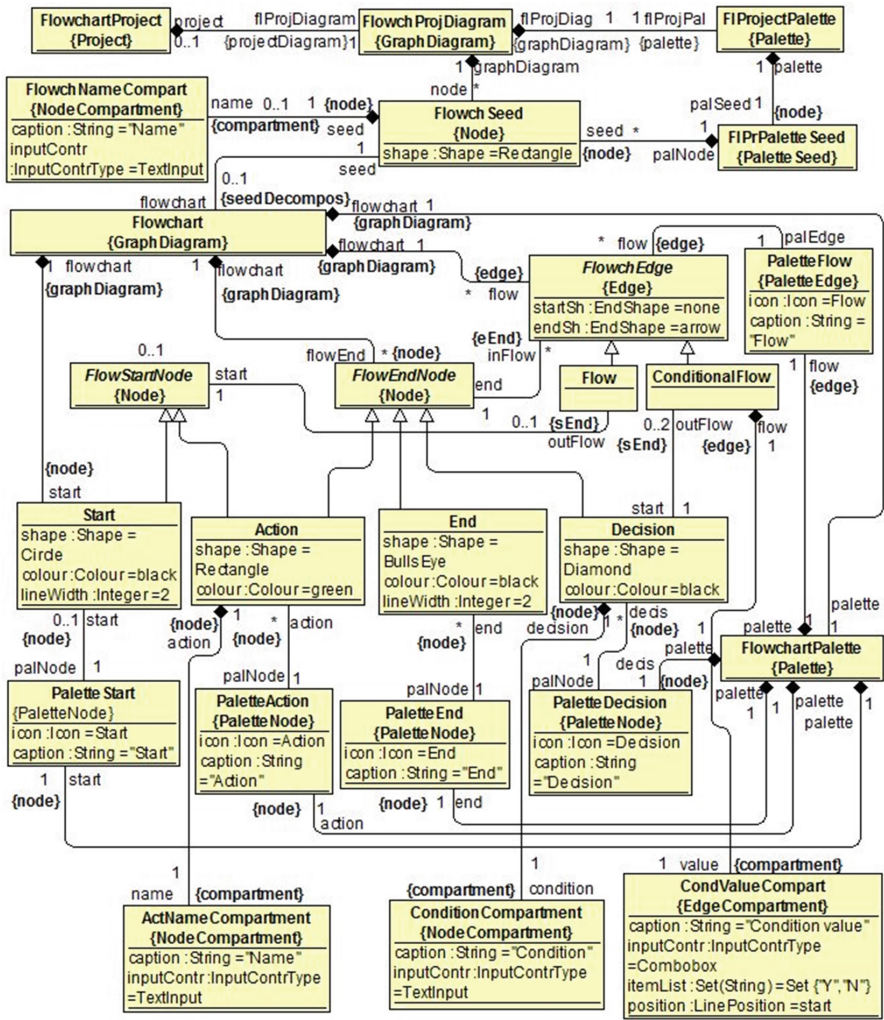 FlowchartProject
{Project}
project
0..1
flProjDiagram
{projectDiagram} 1
FlowchProjDiagram
{GraphDiagram}
flProjDiag 1
{graphDiagram}
1 flProjPal
{palette}
FlProjectPalette
{Palette}
1 graphDiagram
node *
1 palette
palSeed 1
{node}
FlowchNameCompart
{NodeCompartment}
caption :String ="Name"
inputContr
:InputContrType =TextInput
name 0..1
{compartment}
1 {node}
seed
Flowch Seed
{Node}
shape :Shape =Rectangle
seed *
{node}
1
palNode
FlPrPaletteSeed
{Palette Seed}
1
seed
0..1
flowchart {seedDecompos}
Flowchart
{GraphDiagram}
flowchart 1
{graphDiagram}
flowchart 1
{graphDiagram}
1 flowchart
{graphDiagram}
1 flowchart
{graphDiagram}
{edge}
* flow
* flow {edge}
1 palEdge
FlowchEdge
{Edge}
startSh :EndShape =none
endSh :EndShape =arrow
PaletteFlow
{PaletteEdge}
icon :Icon =Flow
caption :String =
"Flow"
{eEnd}
inFlow *
0..1
flowEnd * {node}
FlowStartNode
{Node}
start
1
FlowEndNode
{Node}
end
1
Flow
ConditionalFlow
1
flow
{edge}
0..1 {sEnd}
outFlow
0..2 outFlow
{sEnd}
{edge}
flow
1
{node}
start
start 1
Start
shape :Shape =
Circle
colour :Colour =black
lineWidth :Integer =2
Action
shape :Shape =
Rectangle
colour :Colour =green
End
shape :Shape =
BullsEye
colour :Colour =black
lineWidth :Integer =2
Decision
shape :Shape =
Diamond
colour :Colour =black
0..1 start
{node}
palNode 1
{node} 1
action
* action
{node}
palNode 1
* end
{node}
palNode 1
{node}
decision 1
* decis
{node}
palNode 1
decis
1
palette
{node}
1
palette 1
palette
1
FlowchartPalette
{Palette}
palette
1
1 palette
1 palette
Palette Start
{PaletteNode}
icon :Icon =Start
caption :String ="Start"
PaletteAction
{PaletteNode}
icon :Icon =Action
caption :String
="Action"
PaletteEnd
{PaletteNode}
icon :Icon =End
caption :String ="End"
PaletteDecision
{PaletteNode}
icon :Icon =Decision
caption :String
="Decision"
1 start
{node}
{node} 1
action
{node} 1 end
1
name {compartment}
1
{compartment} condition
1 value {compartment}
ActNameCompartment
{NodeCompartment}
caption :String ="Name"
inputContr :InputContrType
=TextInput
ConditionCompartment
{NodeCompartment}
caption :String ="Condition"
inputContr :InputContrType
=TextInput
CondValueCompart
{EdgeCompartment}
caption :String ="Condition value"
inputContr :InputContrType
=Combobox
itemList :Set(String) =Set {"Y","N"}
position :LinePosition =start